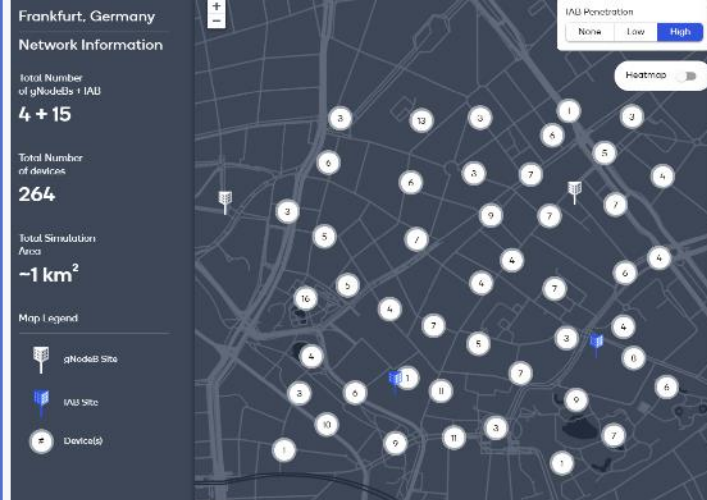 Frankfurt, Germany
Network Information
Total Number
of gNodeBs + IAB
4 + 15
Total Number
of devices
264
Total Simulation
Area
~1 km²
Map Legend
gNodeB Site
IAB Site
≠
Device(s)
+
−
IAB Penetration
None Low High
Heatmap
3
13
3
1
3
6
5
6
6
3
7
4
3
9
7
7
5
7
4
6
4
5
16
4
4
7
7
5
3
4
4
7
6
3
6
1
11
9
10
1
9
11
3
7
1